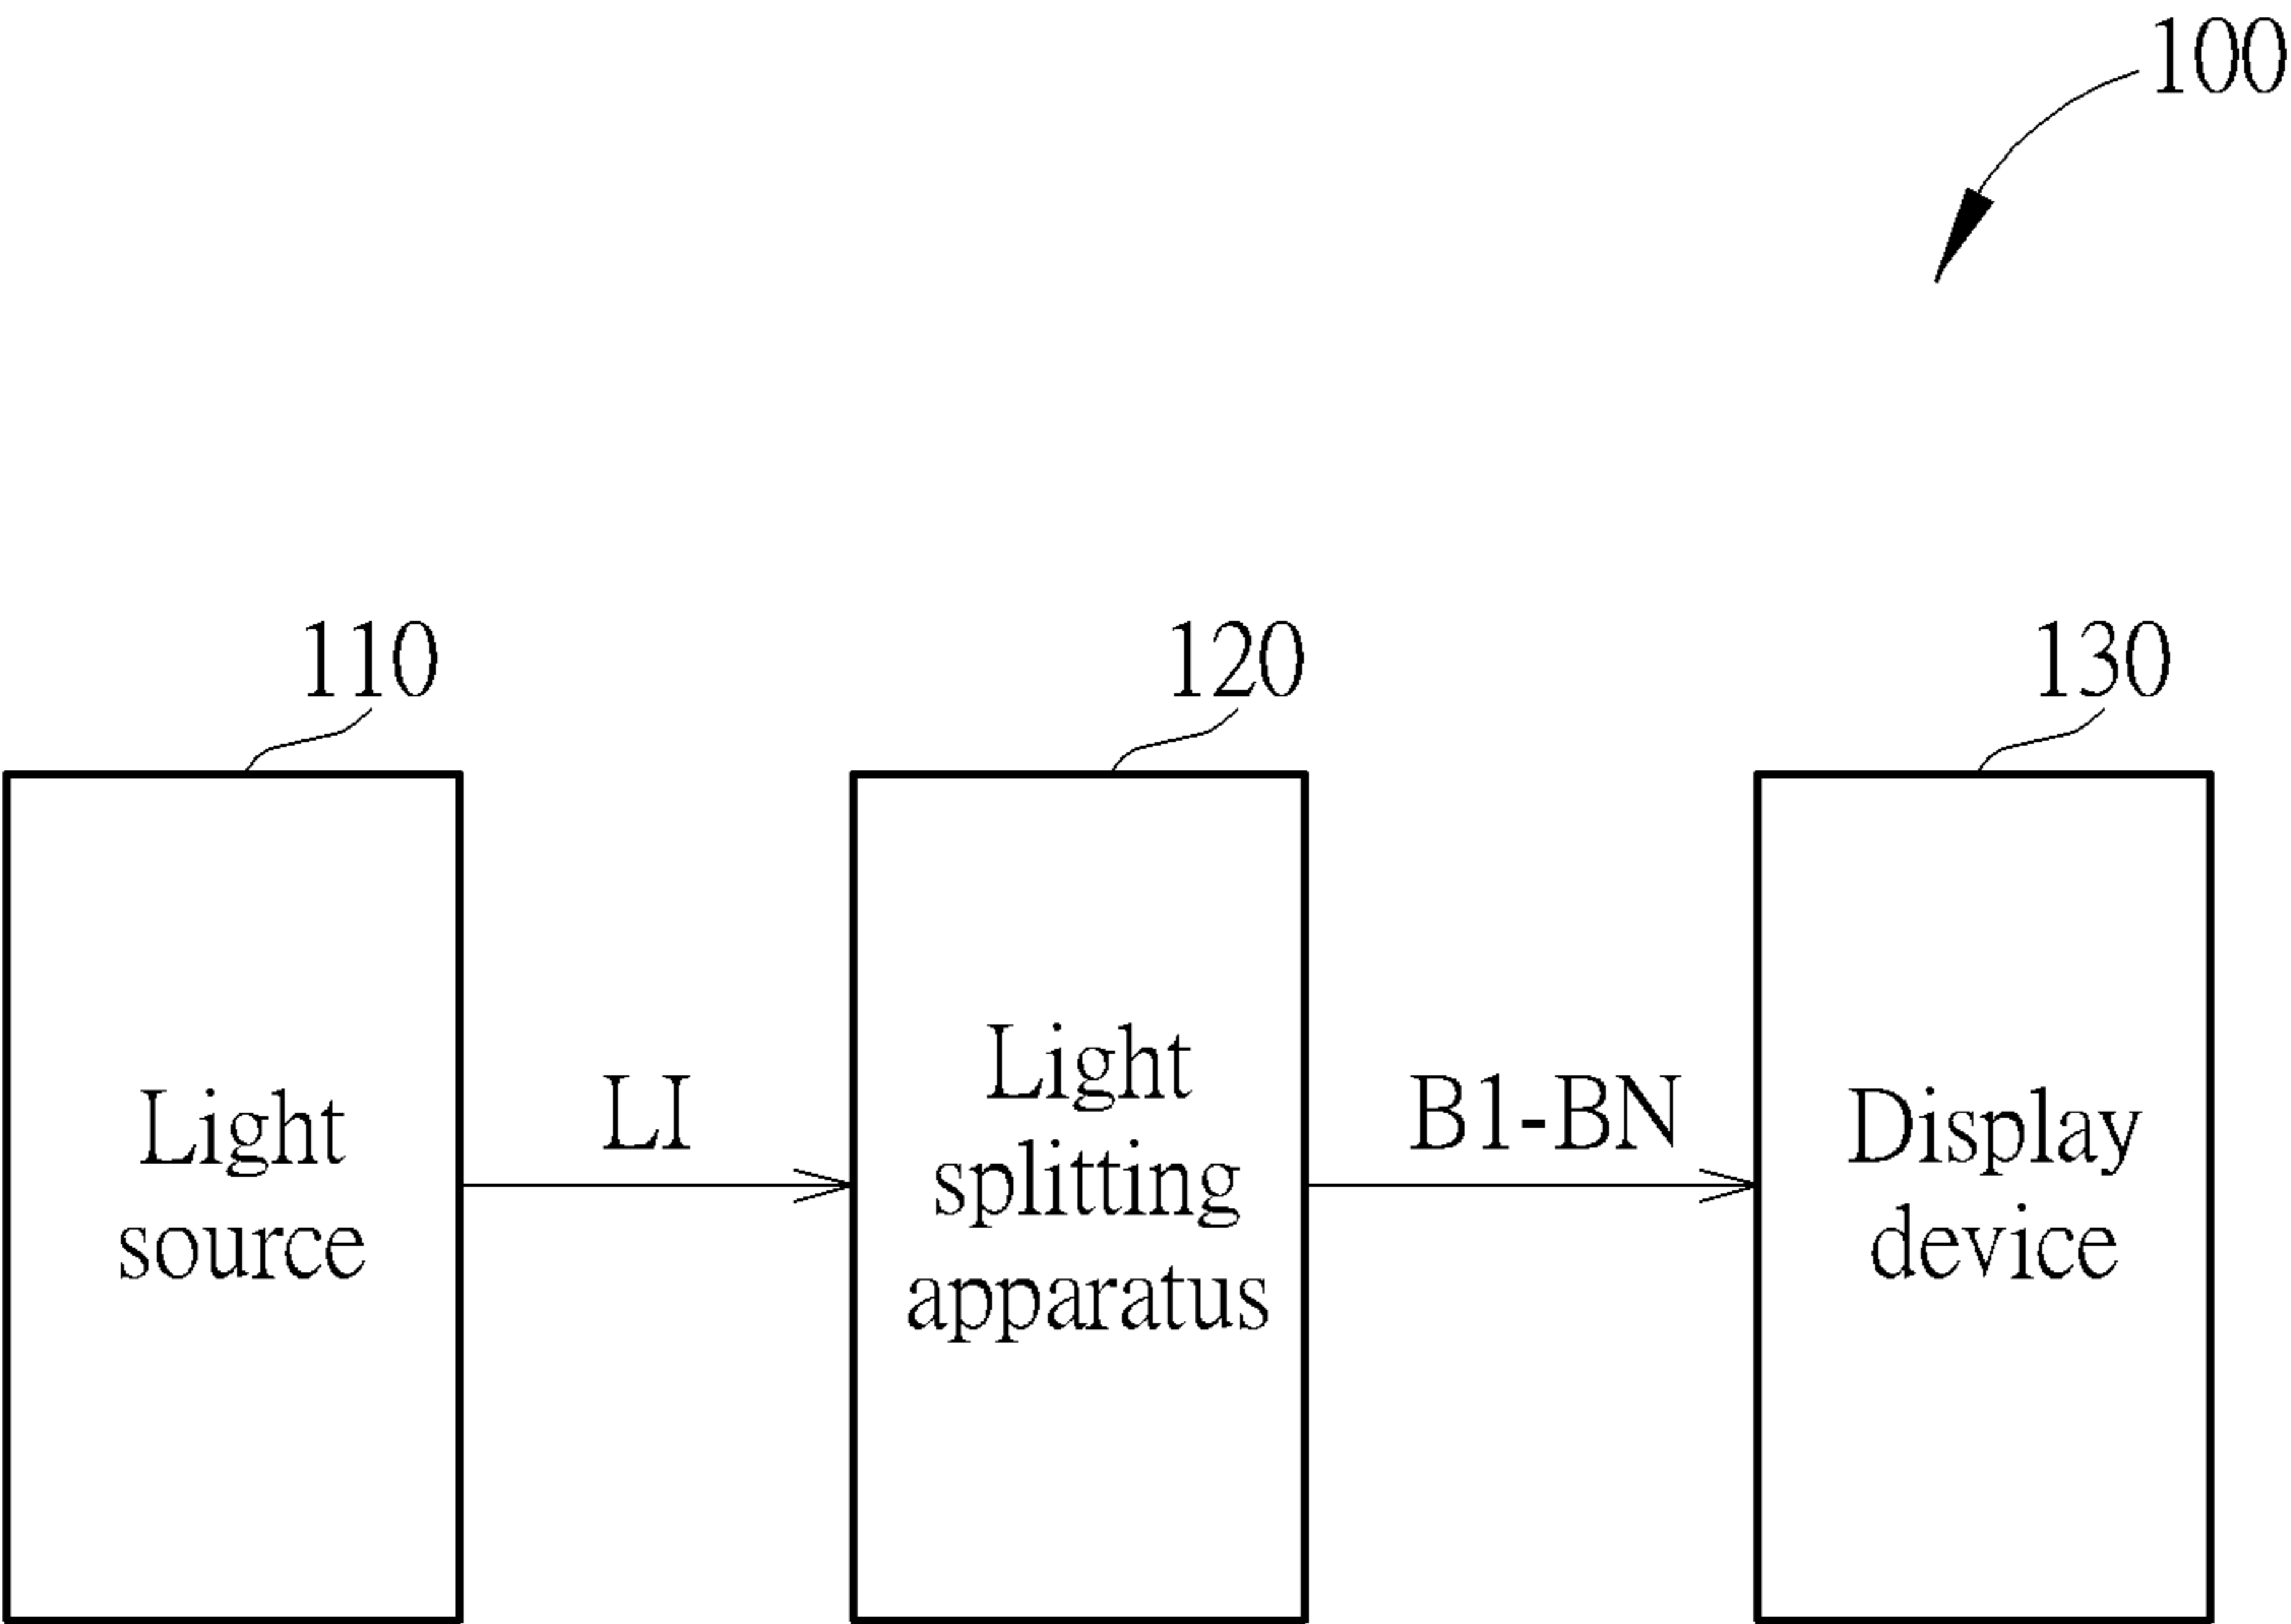 100
110
120
130
Light
source
LI
Light
splitting
apparatus
B1-BN
Display
device